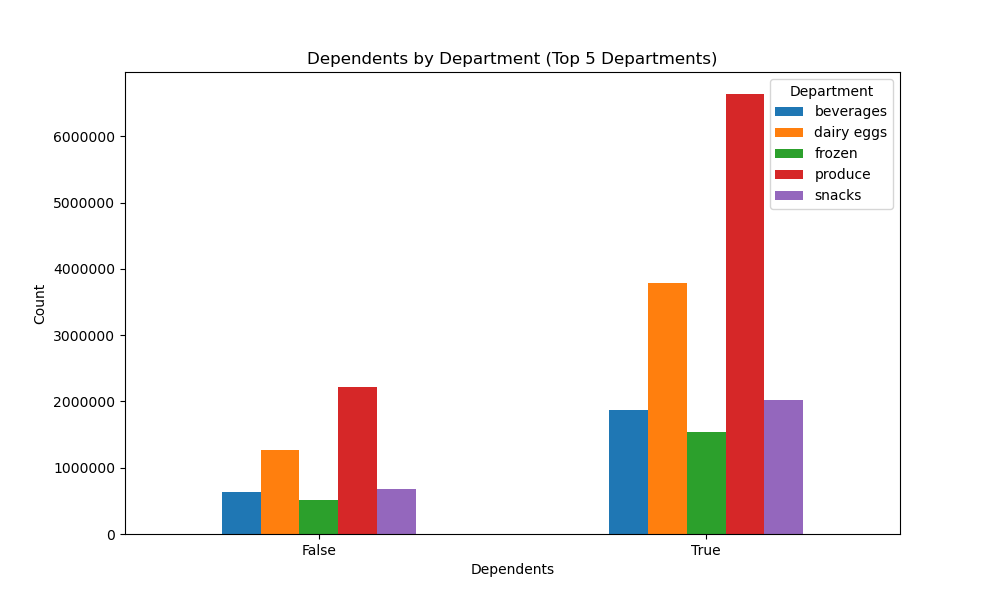 Dependents by Department (Top 5 Departments)
Department
beverages
dairy eggs
frozen
produce
snacks
6000000
5000000
4000000
3000000
2000000
1000000
0
Count
False
True
Dependents